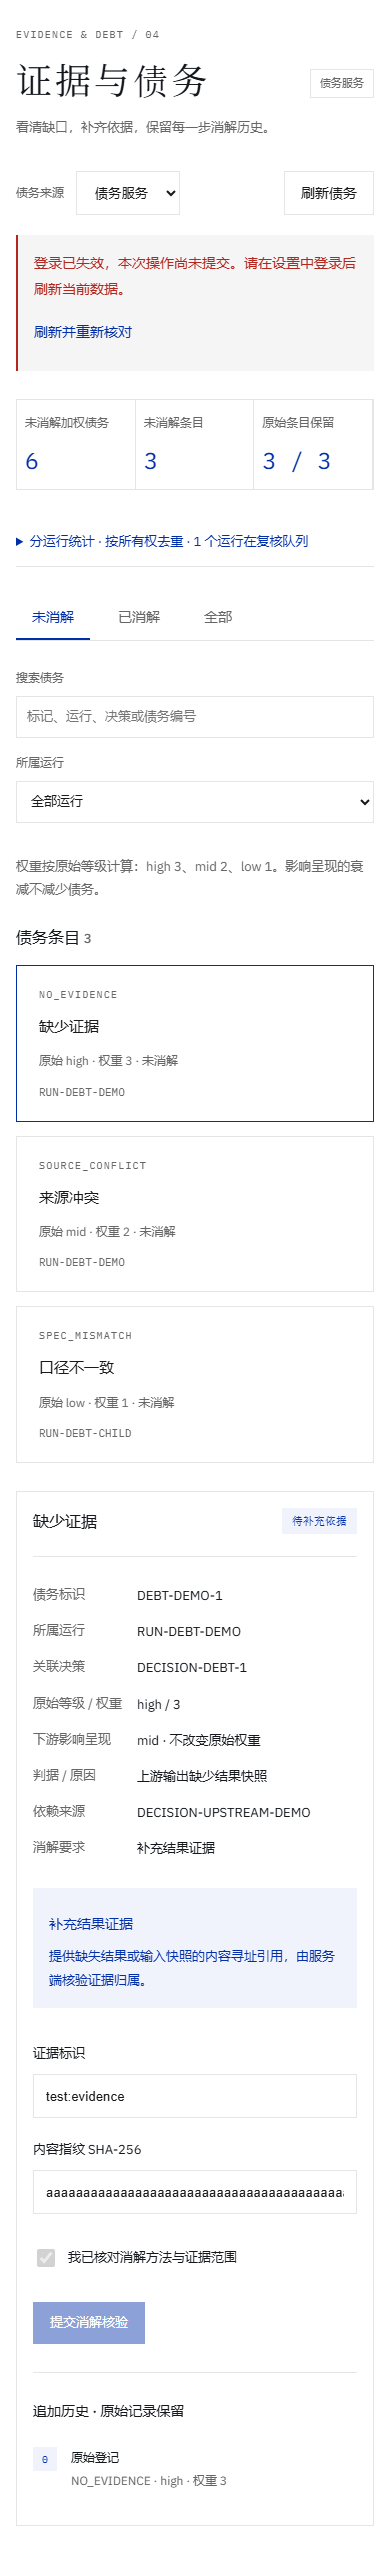 EVIDENCE & DEBT / 04
证据与债务
债务服务
看清缺口，补齐依据，保留每一步消解历史。
债务来源
债务服务
刷新债务
登录已失效，本次操作尚未提交。请在设置中登录后
刷新当前数据。
刷新并重新核对
未消解加权债务
6
未消解条目
3
原始条目保留
3 / 3
分运行统计 · 按所有权去重 · 1 个运行在复核队列
未消解
已消解
全部
搜索债务
标记、运行、决策或债务编号
所属运行
全部运行
权重按原始等级计算：high 3、mid 2、low 1。影响呈现的衰
减不减少债务。
债务条目 3
NO_EVIDENCE
缺少证据
原始 high · 权重 3 · 未消解
RUN-DEBT-DEMO
SOURCE_CONFLICT
来源冲突
原始 mid · 权重 2 · 未消解
RUN-DEBT-DEMO
SPEC_MISMATCH
口径不一致
原始 low · 权重 1 · 未消解
RUN-DEBT-CHILD
缺少证据
待补充依据
债务标识 DEBT-DEMO-1
所属运行 RUN-DEBT-DEMO
关联决策 DECISION-DEBT-1
原始等级 / 权重 high / 3
下游影响呈现 mid · 不改变原始权重
判据 / 原因 上游输出缺少结果快照
依赖来源 DECISION-UPSTREAM-DEMO
消解要求 补充结果证据
补充结果证据
提供缺失结果或输入快照的内容寻址引用，由服务
端核验证据归属。
证据标识
test:evidence
内容指纹 SHA-256
aaaaaaaaaaaaaaaaaaaaaaaaaaaaaaaaaaaaaaaaa
我已核对消解方法与证据范围
提交消解核验
追加历史 · 原始记录保留
0
原始登记
NO_EVIDENCE · high · 权重 3